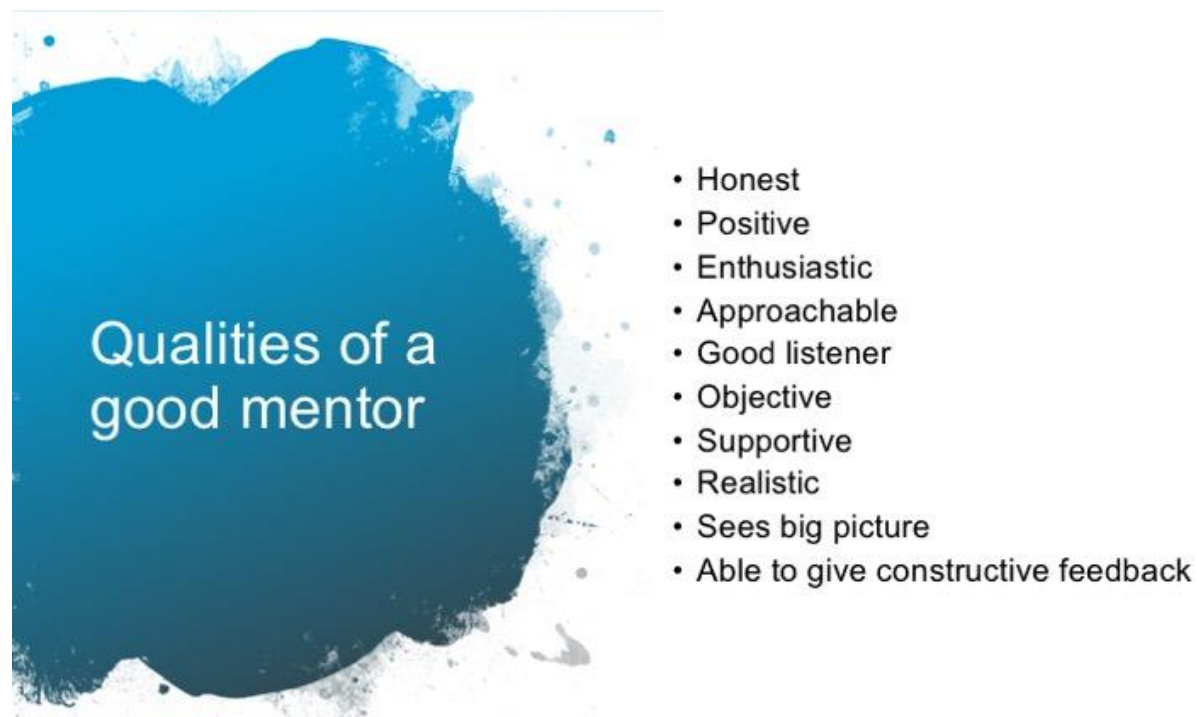 Qualities of a
good mentor
• Honest
• Positive
• Enthusiastic
• Approachable
• Good listener
• Objective
• Supportive
• Realistic
• Sees big picture
• Able to give constructive feedback